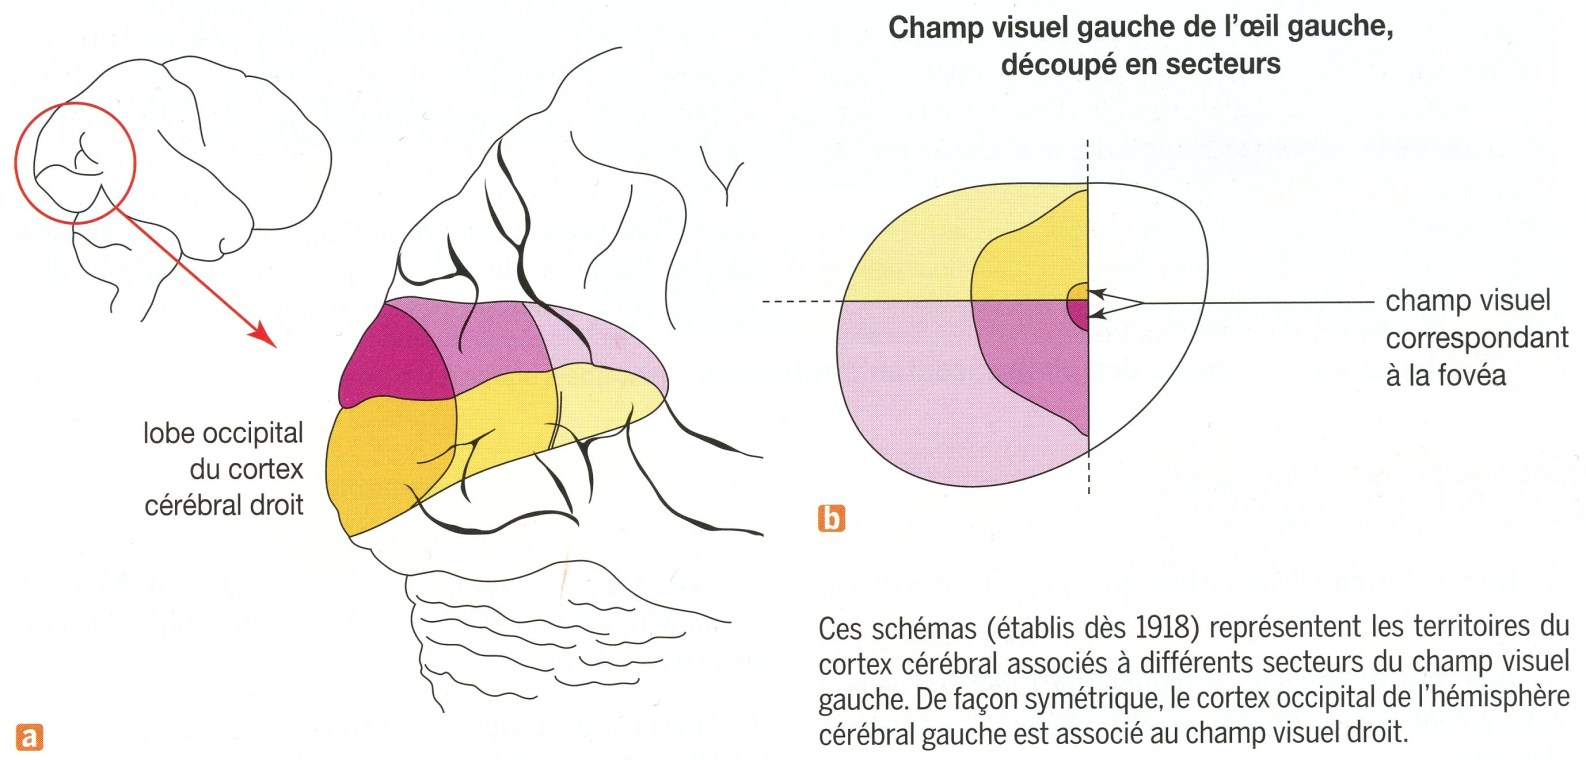 Champ visuel gauche de l'œil gauche,
découpé en secteurs
champ visuel
correspondant
à la fovéa
lobe occipital
du cortex
cérébral droit
b
Ces schémas (établis dès 1918) représentent les territoires du
cortex cérébral associés à différents secteurs du champ visuel
gauche. De façon symétrique, le cortex occipital de l'hémisphère
cérébral gauche est associé au champ visuel droit.
a